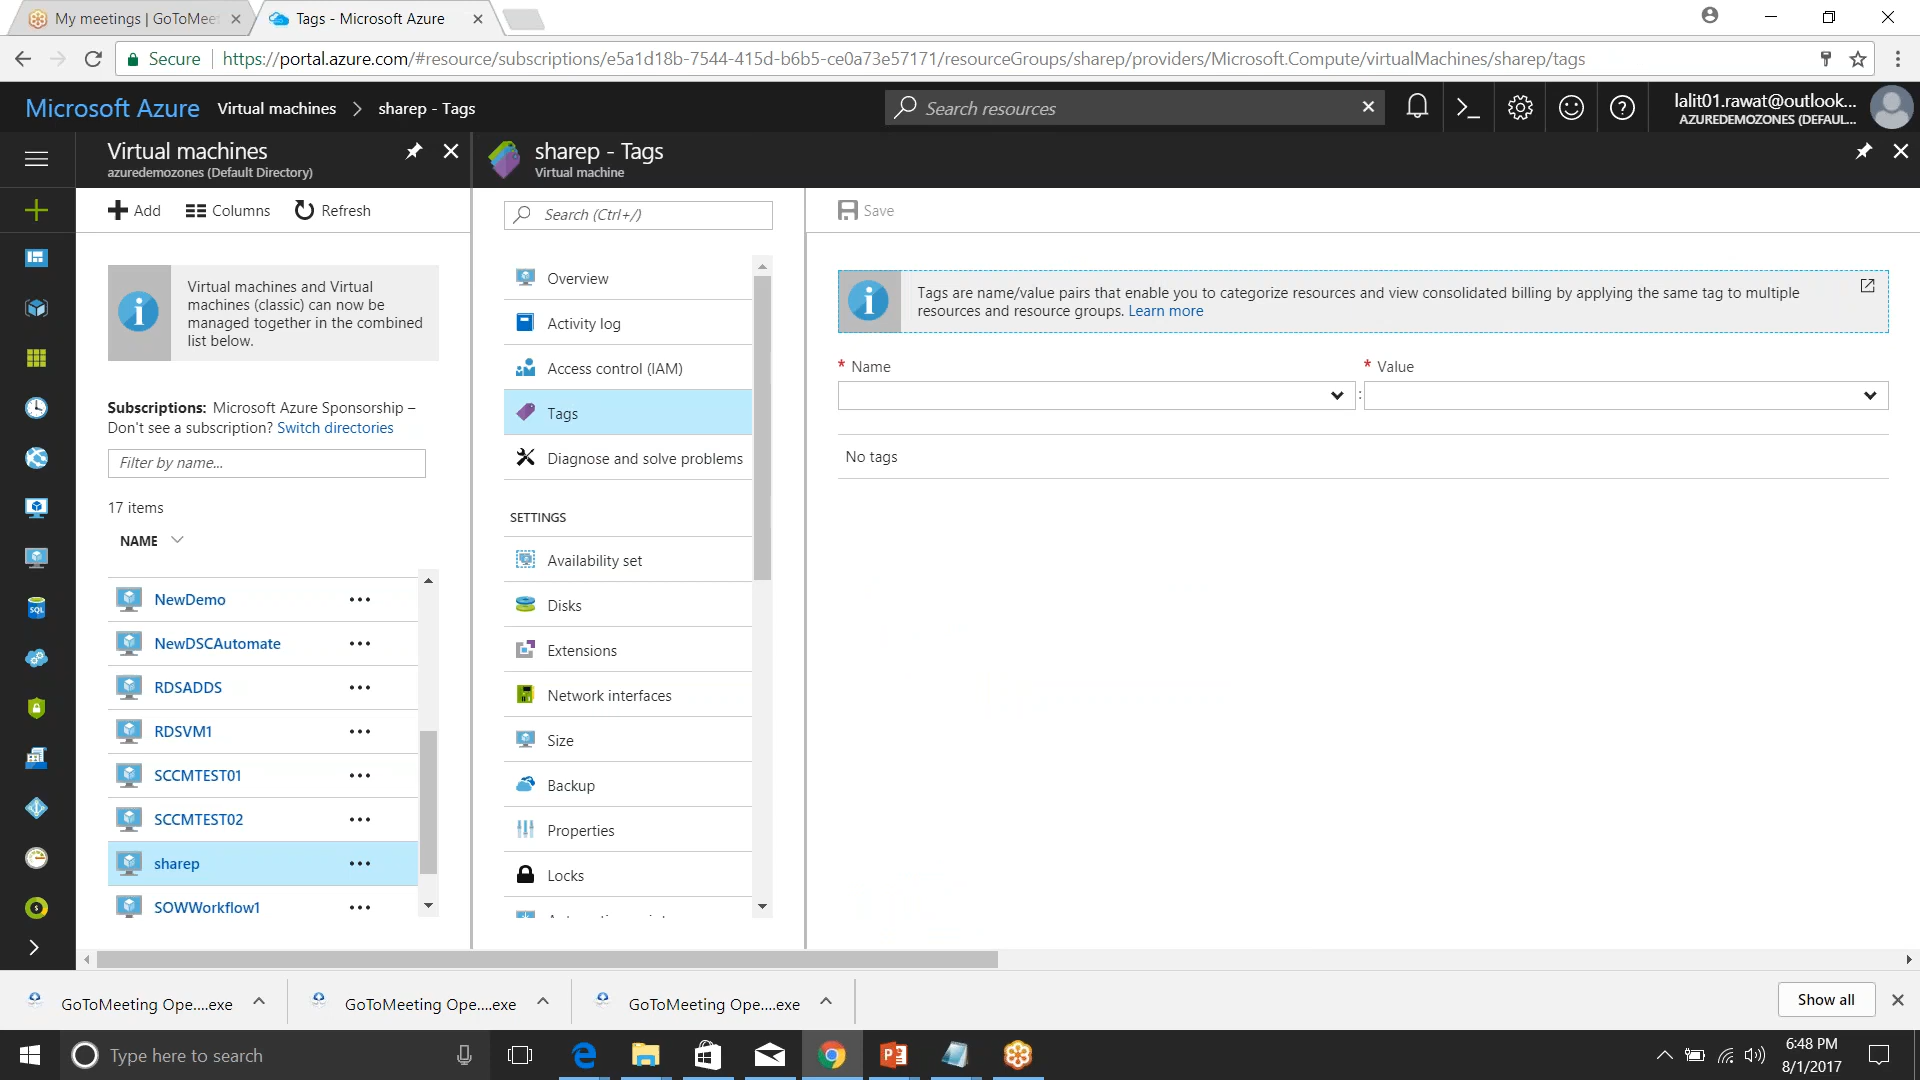 My meetings | GoToMee
Tags - Microsoft Azure
Secure
https://portal.azure.com/#resource/subscriptions/e5a1d18b-7544-415d-b6b5-ce0a73e57171/resourceGroups/sharep/providers/Microsoft.Compute/virtualMachines/sharep/tags
Microsoft Azure
Virtual machines > sharep - Tags
Search resources
lalit01.rawat@outlook...
AZUREDEMOZONES (DEFAUL...
Virtual machines
azuredemozones (Default Directory)
Add
Columns
Refresh
Virtual machines and Virtual
machines (classic) can now be
managed together in the combined
list below.
Subscriptions: Microsoft Azure Sponsorship –
Don't see a subscription? Switch directories
Filter by name...
17 items
NAME
NewDemo
NewDSCAutomate
RDSADDS
RDSVM1
SCCMTEST01
SCCMTEST02
sharep
SOWWorkflow1
sharep - Tags
Virtual machine
Search (Ctrl+/)
Overview
Activity log
Access control (IAM)
Tags
Diagnose and solve problems
SETTINGS
Availability set
Disks
Extensions
Network interfaces
Size
Backup
Properties
Locks
Save
Tags are name/value pairs that enable you to categorize resources and view consolidated billing by applying the same tag to multiple
resources and resource groups. Learn more
* Name
* Value
:
No tags
GoToMeeting Ope....exe
GoToMeeting Ope....exe
GoToMeeting Ope....exe
Show all
Type here to search
6:48 PM
8/1/2017